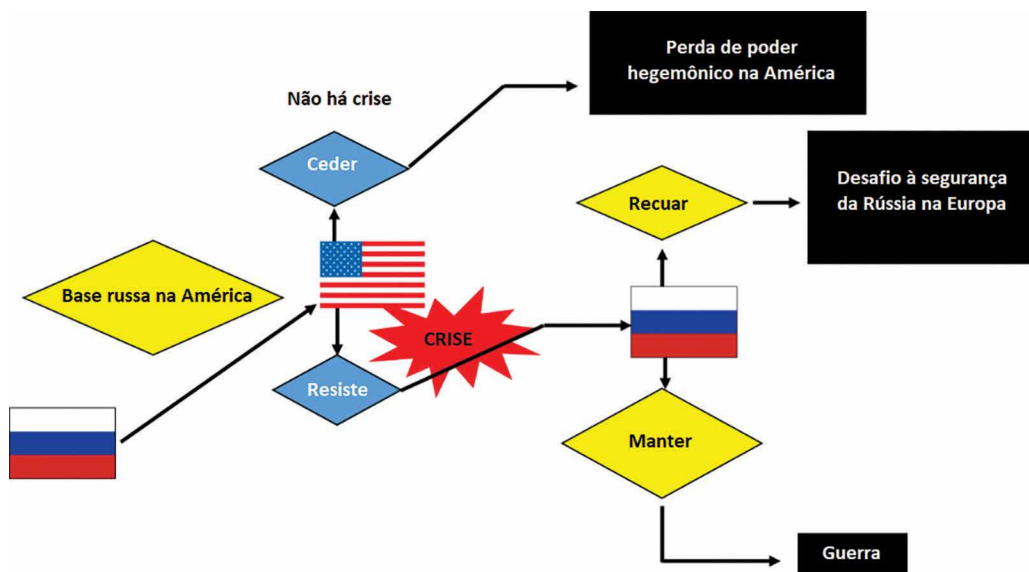 Perda de poder
hegemônico na América
Não há crise
Ceder
Desafio à segurança
da Rússia na Europa
Recuar
Base russa na América
CRISE
Resiste
Manter
Guerra